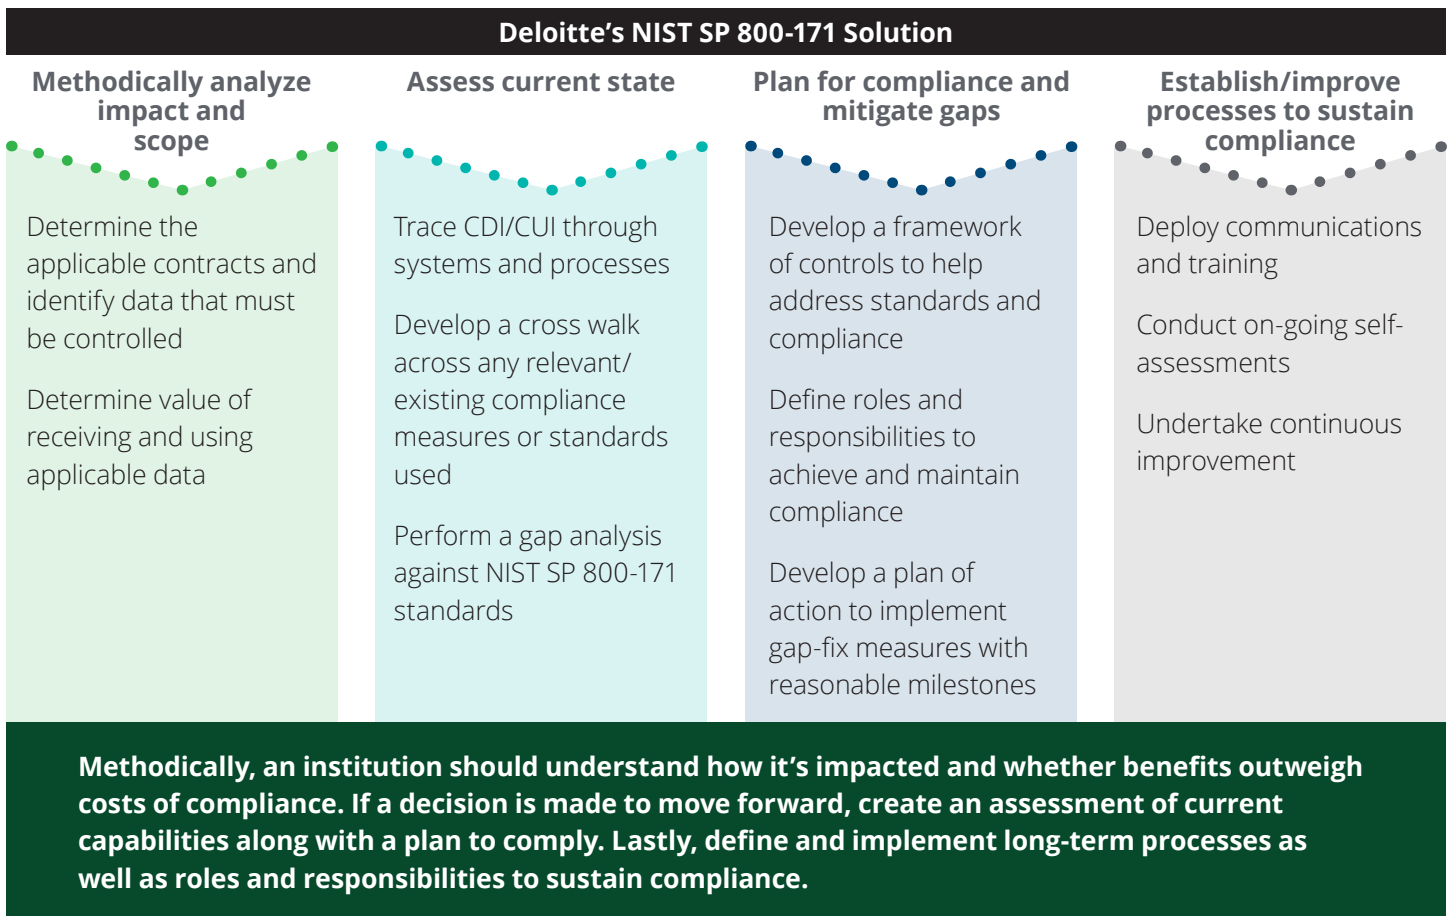 Deloitte’s NIST SP 800-171 Solution
Methodically analyze
impact and
scope
Determine the
applicable contracts and
identify data that must
be controlled
Determine value of
receiving and using
applicable data
Assess current state
Trace CDI/CUI through
systems and processes
Develop a cross walk
across any relevant/
existing compliance
measures or standards
used
Perform a gap analysis
against NIST SP 800-171
standards
Plan for compliance and
mitigate gaps
Develop a framework
of controls to help
address standards and
compliance
Define roles and
responsibilities to
achieve and maintain
compliance
Develop a plan of
action to implement
gap-fix measures with
reasonable milestones
Establish/improve
processes to sustain
compliance
Deploy communications
and training
Conduct on-going self-
assessments
Undertake continuous
improvement
Methodically, an institution should understand how it’s impacted and whether benefits outweigh
costs of compliance. If a decision is made to move forward, create an assessment of current
capabilities along with a plan to comply. Lastly, define and implement long-term processes as
well as roles and responsibilities to sustain compliance.